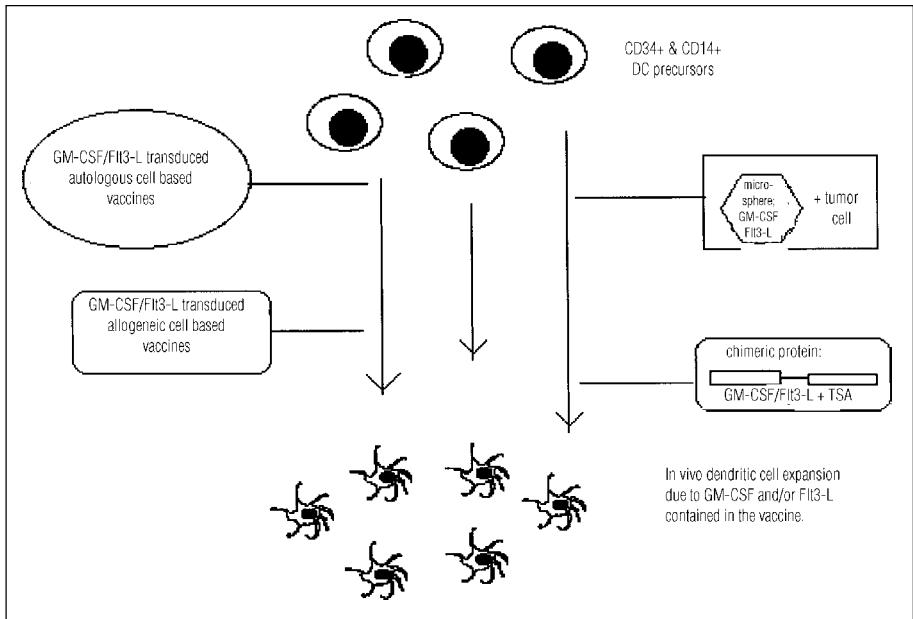 CD34+ & CD14+
DC precursors
GM-CSF/Flt3-L transduced
autologous cell based
vaccines
micro-
sphere;
GM-CSF
Flt3-L
+ tumor
cell
GM-CSF/Flt3-L transduced
allogeneic cell based
vaccines
chimeric protein:
GM-CSF/Flt3-L + TSA
In vivo dendritic cell expansion
due to GM-CSF and/or Flt3-L
contained in the vaccine.